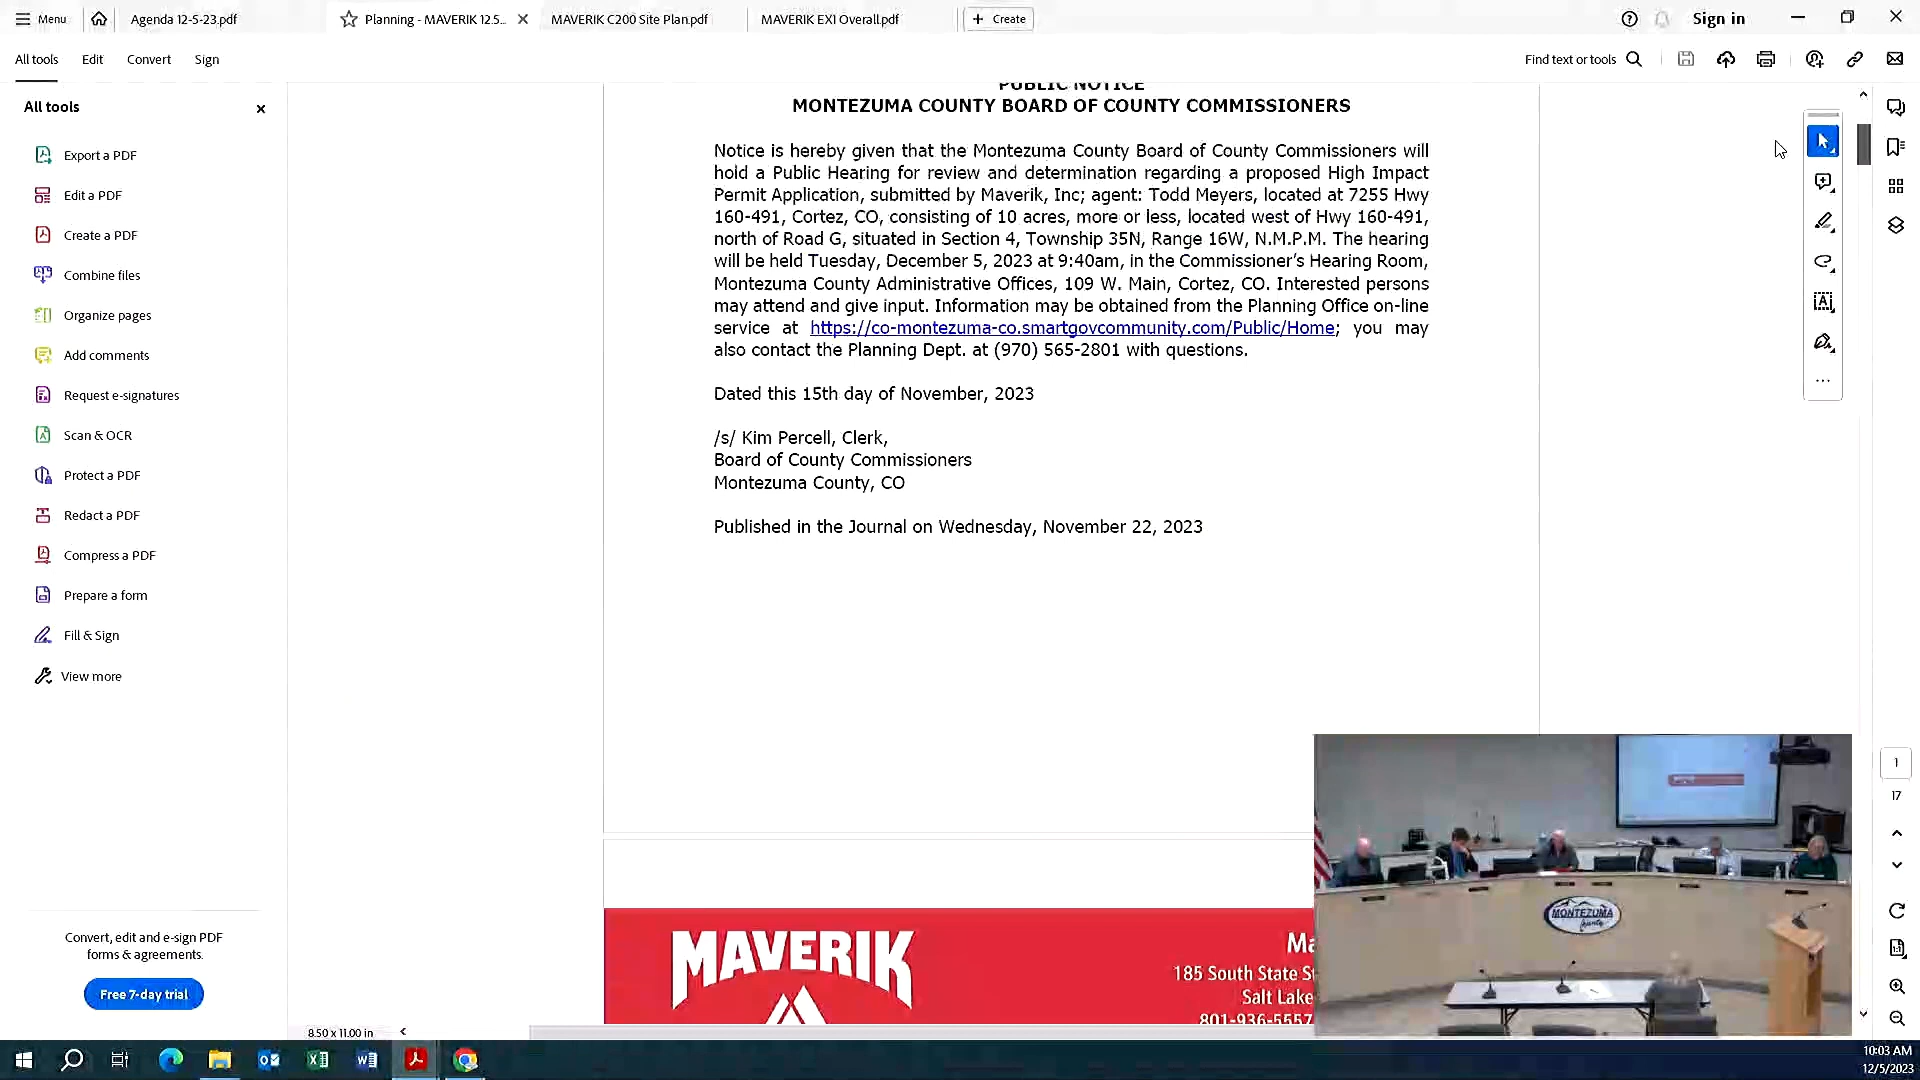 Menu
Agenda 12-5-23.pdf
Planning - MAVERIK 12.5...
MAVERIK C200 Site Plan.pdf
MAVERIK EX1 Overall.pdf
Create
Sign in
All tools
Edit
Convert
Sign
Find text or tools
All tools
Export a PDF
Edit a PDF
Create a PDF
Combine files
Organize pages
Add comments
Request e-signatures
Scan & OCR
Protect a PDF
Redact a PDF
Compress a PDF
Prepare a form
Fill & Sign
View more
Convert, edit and e-sign PDF
forms & agreements.
Free 7-day trial
PUBLIC NOTICE
MONTEZUMA COUNTY BOARD OF COUNTY COMMISSIONERS
Notice is hereby given that the Montezuma County Board of County Commissioners will
hold a Public Hearing for review and determination regarding a proposed High Impact
Permit Application, submitted by Maverik, Inc; agent: Todd Meyers, located at 7255 Hwy
160-491, Cortez, CO, consisting of 10 acres, more or less, located west of Hwy 160-491,
north of Road G, situated in Section 4, Township 35N, Range 16W, N.M.P.M. The hearing
will be held Tuesday, December 5, 2023 at 9:40am, in the Commissioner's Hearing Room,
Montezuma County Administrative Offices, 109 W. Main, Cortez, CO. Interested persons
may attend and give input. Information may be obtained from the Planning Office on-line
service at https://co-montezuma-co.smartgovcommunity.com/Public/Home; you may
also contact the Planning Dept. at (970) 565-2801 with questions.
Dated this 15th day of November, 2023
/s/ Kim Percell, Clerk,
Board of County Commissioners
Montezuma County, CO
Published in the Journal on Wednesday, November 22, 2023
MAVERIK
Ma
185 South State S
Salt Lake
801-936-5557
MONTEZUMA
County
1
17
8.50 x 11.00 in
10:03 AM
12/5/2023